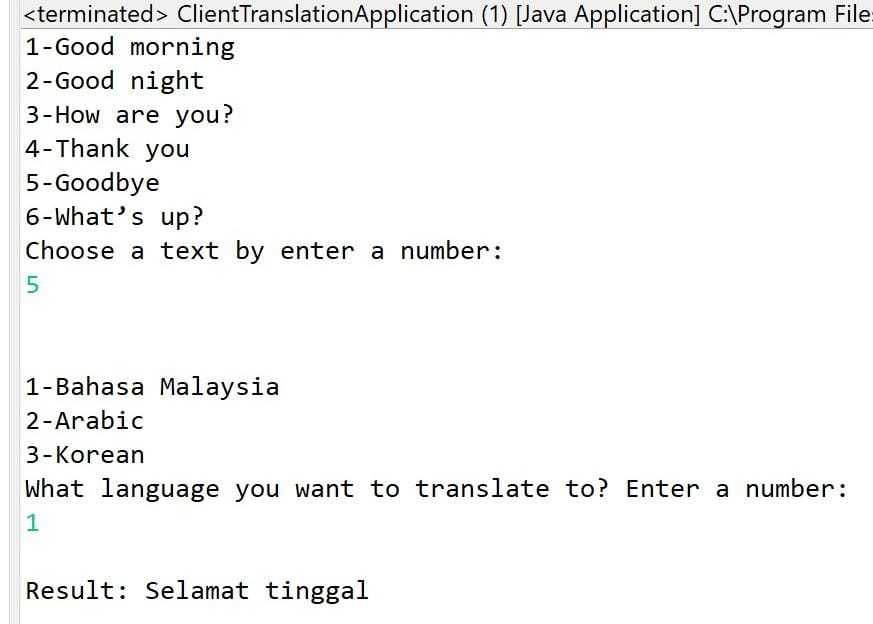 <terminated> ClientTranslationApplication (1) [Java Application] C:\Program File
1-Good morning
2-Good night
3-How are you?
4-Thank you
5-Goodbye
6-What’s up?
Choose a text by enter a number:
5
1-Bahasa Malaysia
2-Arabic
3-Korean
What language you want to translate to? Enter a number:
1
Result: Selamat tinggal